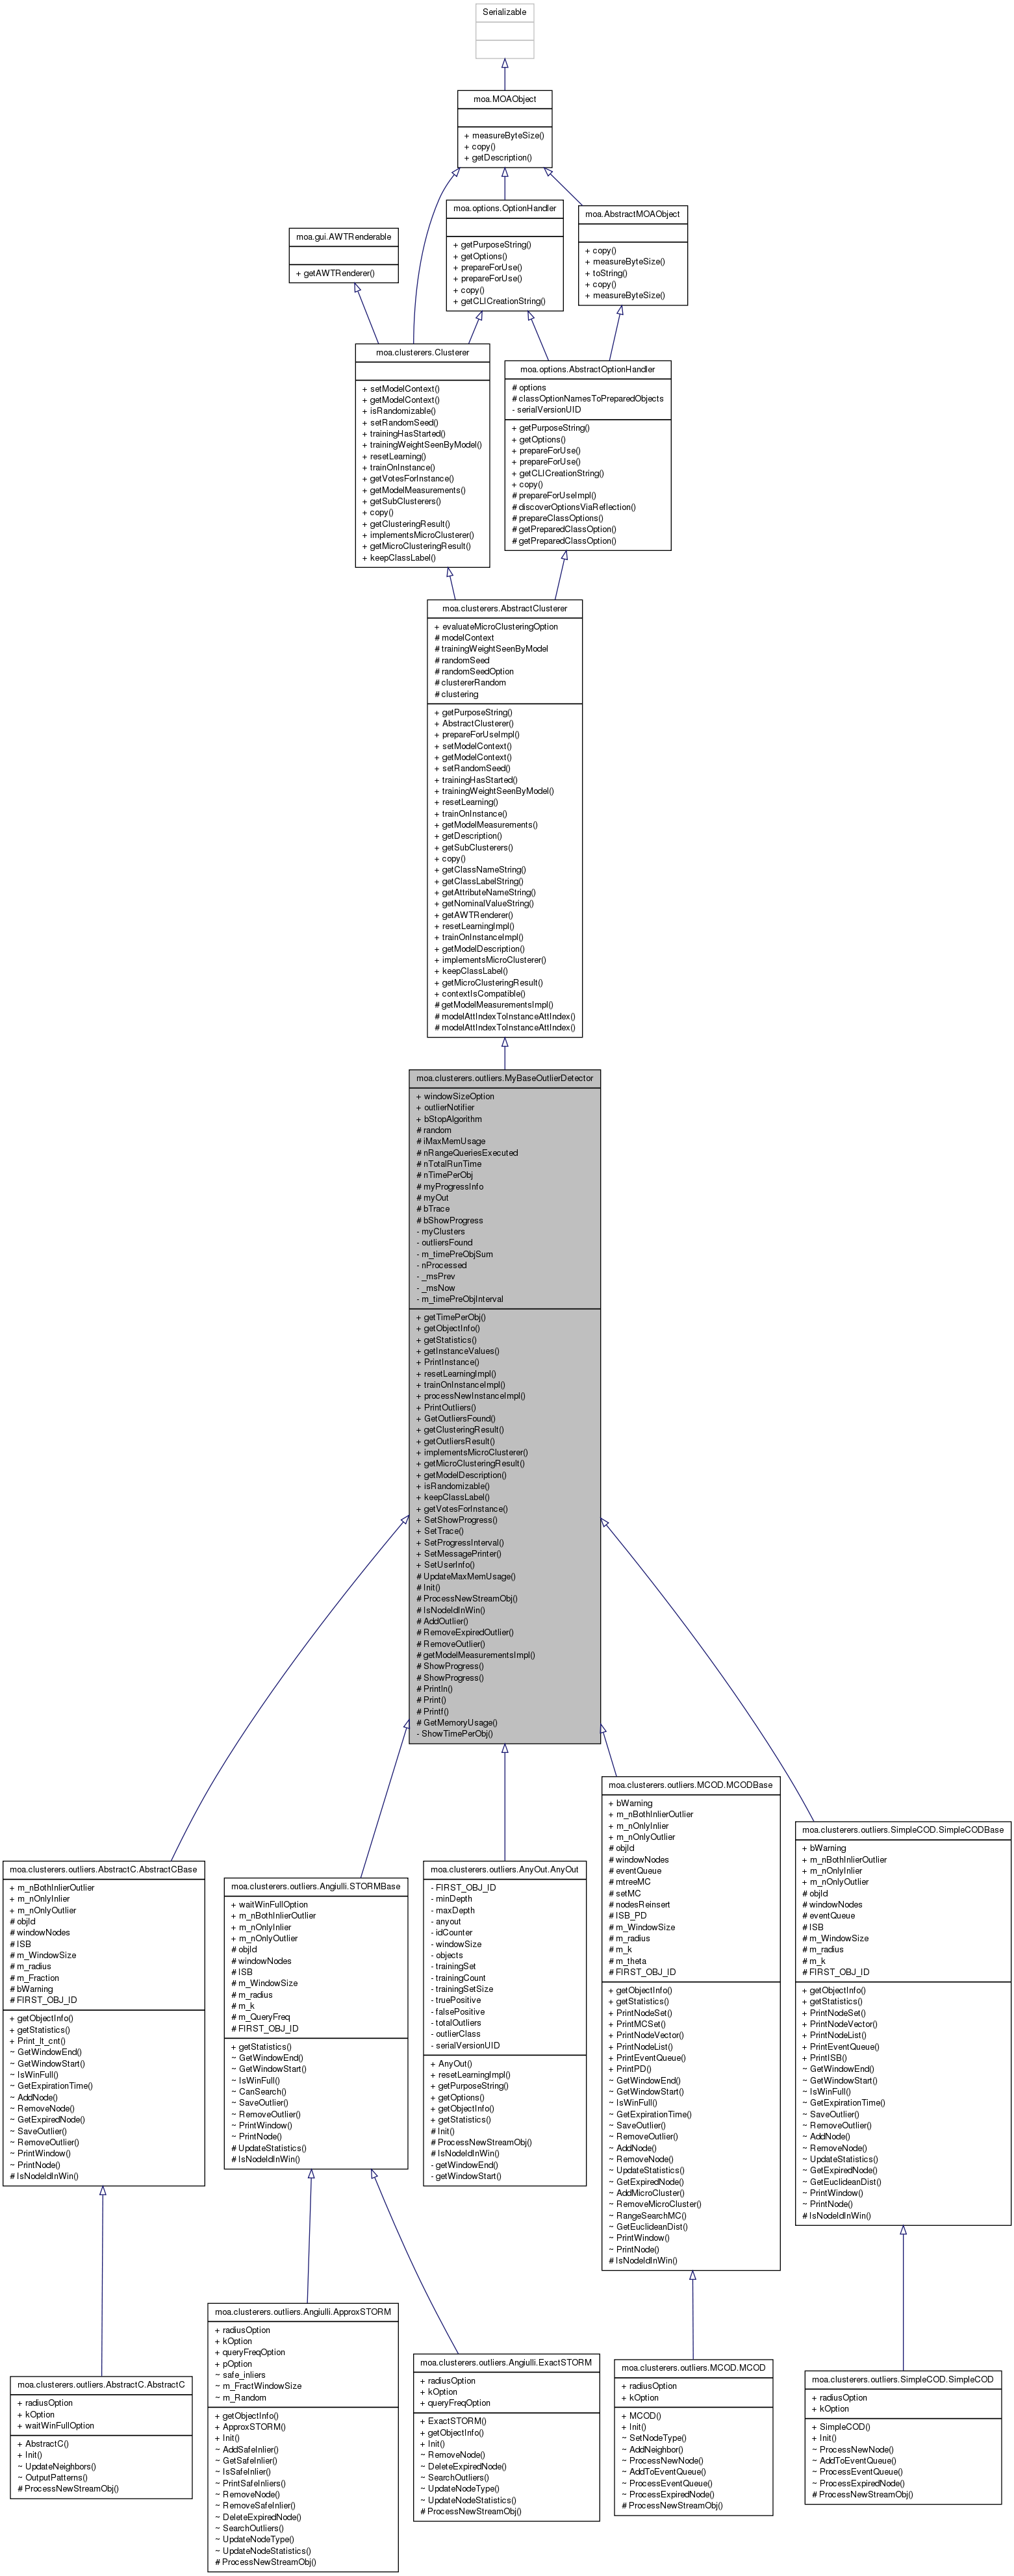 Serializable
moa.MOAObject
+ measureByteSize()
+ copy()
+ getDescription()
moa.options.OptionHandler
+ getPurposeString()
+ getOptions()
+ prepareForUse()
+ prepareForUse()
+ copy()
+ getCLICreationString()
moa.AbstractMOAObject
+ copy()
+ measureByteSize()
+ toString()
+ copy()
+ measureByteSize()
moa.gui.AWTRenderable
+ getAWTRenderer()
moa.clusterers.Clusterer
+ setModelContext()
+ getModelContext()
+ isRandomizable()
+ setRandomSeed()
+ trainingHasStarted()
+ trainingWeightSeenByModel()
+ resetLearning()
+ trainOnInstance()
+ getVotesForInstance()
+ getModelMeasurements()
+ getSubClusterers()
+ copy()
+ getClusteringResult()
+ implementsMicroClusterer()
+ getMicroClusteringResult()
+ keepClassLabel()
moa.options.AbstractOptionHandler
# options
# classOptionNamesToPreparedObjects
- serialVersionUID
+ getPurposeString()
+ getOptions()
+ prepareForUse()
+ prepareForUse()
+ getCLICreationString()
+ copy()
# prepareForUseImpl()
# discoverOptionsViaReflection()
# prepareClassOptions()
# getPreparedClassOption()
# getPreparedClassOption()
moa.clusterers.AbstractClusterer
+ evaluateMicroClusteringOption
# modelContext
# trainingWeightSeenByModel
# randomSeed
# randomSeedOption
# clustererRandom
# clustering
+ getPurposeString()
+ AbstractClusterer()
+ prepareForUseImpl()
+ setModelContext()
+ getModelContext()
+ setRandomSeed()
+ trainingHasStarted()
+ trainingWeightSeenByModel()
+ resetLearning()
+ trainOnInstance()
+ getModelMeasurements()
+ getDescription()
+ getSubClusterers()
+ copy()
+ getClassNameString()
+ getClassLabelString()
+ getAttributeNameString()
+ getNominalValueString()
+ getAWTRenderer()
+ resetLearningImpl()
+ trainOnInstanceImpl()
+ getModelDescription()
+ implementsMicroClusterer()
+ keepClassLabel()
+ getMicroClusteringResult()
+ contextIsCompatible()
# getModelMeasurementsImpl()
# modelAttIndexToInstanceAttIndex()
# modelAttIndexToInstanceAttIndex()
moa.clusterers.outliers.MyBaseOutlierDetector
+ windowSizeOption
+ outlierNotifier
+ bStopAlgorithm
# random
# iMaxMemUsage
# nRangeQueriesExecuted
# nTotalRunTime
# nTimePerObj
# myProgressInfo
# myOut
# bTrace
# bShowProgress
- myClusters
- outliersFound
- m_timePreObjSum
- nProcessed
- _msPrev
- _msNow
- m_timePreObjInterval
+ getTimePerObj()
+ getObjectInfo()
+ getStatistics()
+ getInstanceValues()
+ PrintInstance()
+ resetLearningImpl()
+ trainOnInstanceImpl()
+ processNewInstanceImpl()
+ PrintOutliers()
+ GetOutliersFound()
+ getClusteringResult()
+ getOutliersResult()
+ implementsMicroClusterer()
+ getMicroClusteringResult()
+ getModelDescription()
+ isRandomizable()
+ keepClassLabel()
+ getVotesForInstance()
+ SetShowProgress()
+ SetTrace()
+ SetProgressInterval()
+ SetMessagePrinter()
+ SetUserInfo()
# UpdateMaxMemUsage()
# Init()
# ProcessNewStreamObj()
# IsNodeIdInWin()
# AddOutlier()
# RemoveExpiredOutlier()
# RemoveOutlier()
# getModelMeasurementsImpl()
# ShowProgress()
# ShowProgress()
# Println()
# Print()
# Printf()
# GetMemoryUsage()
- ShowTimePerObj()
moa.clusterers.outliers.AbstractC.AbstractCBase
+ m_nBothInlierOutlier
+ m_nOnlyInlier
+ m_nOnlyOutlier
# objId
# windowNodes
# ISB
# m_WindowSize
# m_radius
# m_Fraction
# bWarning
# FIRST_OBJ_ID
+ getObjectInfo()
+ getStatistics()
+ Print_lt_cnt()
~ GetWindowEnd()
~ GetWindowStart()
~ IsWinFull()
~ GetExpirationTime()
~ AddNode()
~ RemoveNode()
~ GetExpiredNode()
~ SaveOutlier()
~ RemoveOutlier()
~ PrintWindow()
~ PrintNode()
# IsNodeIdInWin()
moa.clusterers.outliers.Angiulli.STORMBase
+ waitWinFullOption
+ m_nBothInlierOutlier
+ m_nOnlyInlier
+ m_nOnlyOutlier
# objId
# windowNodes
# ISB
# m_WindowSize
# m_radius
# m_k
# m_QueryFreq
# FIRST_OBJ_ID
+ getStatistics()
~ GetWindowEnd()
~ GetWindowStart()
~ IsWinFull()
~ CanSearch()
~ SaveOutlier()
~ RemoveOutlier()
~ PrintWindow()
~ PrintNode()
# UpdateStatistics()
# IsNodeIdInWin()
moa.clusterers.outliers.AnyOut.AnyOut
- FIRST_OBJ_ID
- minDepth
- maxDepth
- anyout
- idCounter
- windowSize
- objects
- trainingSet
- trainingCount
- trainingSetSize
- truePositive
- falsePositive
- totalOutliers
- outlierClass
- serialVersionUID
+ AnyOut()
+ resetLearningImpl()
+ getPurposeString()
+ getOptions()
+ getObjectInfo()
+ getStatistics()
# Init()
# ProcessNewStreamObj()
# IsNodeIdInWin()
- getWindowEnd()
- getWindowStart()
moa.clusterers.outliers.MCOD.MCODBase
+ bWarning
+ m_nBothInlierOutlier
+ m_nOnlyInlier
+ m_nOnlyOutlier
# objId
# windowNodes
# eventQueue
# mtreeMC
# setMC
# nodesReinsert
# ISB_PD
# m_WindowSize
# m_radius
# m_k
# m_theta
# FIRST_OBJ_ID
+ getObjectInfo()
+ getStatistics()
+ PrintNodeSet()
+ PrintMCSet()
+ PrintNodeVector()
+ PrintNodeList()
+ PrintEventQueue()
+ PrintPD()
~ GetWindowEnd()
~ GetWindowStart()
~ IsWinFull()
~ GetExpirationTime()
~ SaveOutlier()
~ RemoveOutlier()
~ AddNode()
~ RemoveNode()
~ UpdateStatistics()
~ GetExpiredNode()
~ AddMicroCluster()
~ RemoveMicroCluster()
~ RangeSearchMC()
~ GetEuclideanDist()
~ PrintWindow()
~ PrintNode()
# IsNodeIdInWin()
moa.clusterers.outliers.SimpleCOD.SimpleCODBase
+ bWarning
+ m_nBothInlierOutlier
+ m_nOnlyInlier
+ m_nOnlyOutlier
# objId
# windowNodes
# eventQueue
# ISB
# m_WindowSize
# m_radius
# m_k
# FIRST_OBJ_ID
+ getObjectInfo()
+ getStatistics()
+ PrintNodeSet()
+ PrintNodeVector()
+ PrintNodeList()
+ PrintEventQueue()
+ PrintISB()
~ GetWindowEnd()
~ GetWindowStart()
~ IsWinFull()
~ GetExpirationTime()
~ SaveOutlier()
~ RemoveOutlier()
~ AddNode()
~ RemoveNode()
~ UpdateStatistics()
~ GetExpiredNode()
~ GetEuclideanDist()
~ PrintWindow()
~ PrintNode()
# IsNodeIdInWin()
moa.clusterers.outliers.AbstractC.AbstractC
+ radiusOption
+ kOption
+ waitWinFullOption
+ AbstractC()
+ Init()
~ UpdateNeighbors()
~ OutputPatterns()
# ProcessNewStreamObj()
moa.clusterers.outliers.Angiulli.ApproxSTORM
+ radiusOption
+ kOption
+ queryFreqOption
+ pOption
~ safe_inliers
~ m_FractWindowSize
~ m_Random
+ getObjectInfo()
+ ApproxSTORM()
+ Init()
~ AddSafeInlier()
~ GetSafeInlier()
~ IsSafeInlier()
~ PrintSafeInliers()
~ RemoveNode()
~ RemoveSafeInlier()
~ DeleteExpiredNode()
~ SearchOutliers()
~ UpdateNodeType()
~ UpdateNodeStatistics()
# ProcessNewStreamObj()
moa.clusterers.outliers.Angiulli.ExactSTORM
+ radiusOption
+ kOption
+ queryFreqOption
+ ExactSTORM()
+ getObjectInfo()
+ Init()
~ RemoveNode()
~ DeleteExpiredNode()
~ SearchOutliers()
~ UpdateNodeType()
~ UpdateNodeStatistics()
# ProcessNewStreamObj()
moa.clusterers.outliers.MCOD.MCOD
+ radiusOption
+ kOption
+ MCOD()
+ Init()
~ SetNodeType()
~ AddNeighbor()
~ ProcessNewNode()
~ AddToEventQueue()
~ ProcessEventQueue()
~ ProcessExpiredNode()
# ProcessNewStreamObj()
moa.clusterers.outliers.SimpleCOD.SimpleCOD
+ radiusOption
+ kOption
+ SimpleCOD()
+ Init()
~ ProcessNewNode()
~ AddToEventQueue()
~ ProcessEventQueue()
~ ProcessExpiredNode()
# ProcessNewStreamObj()